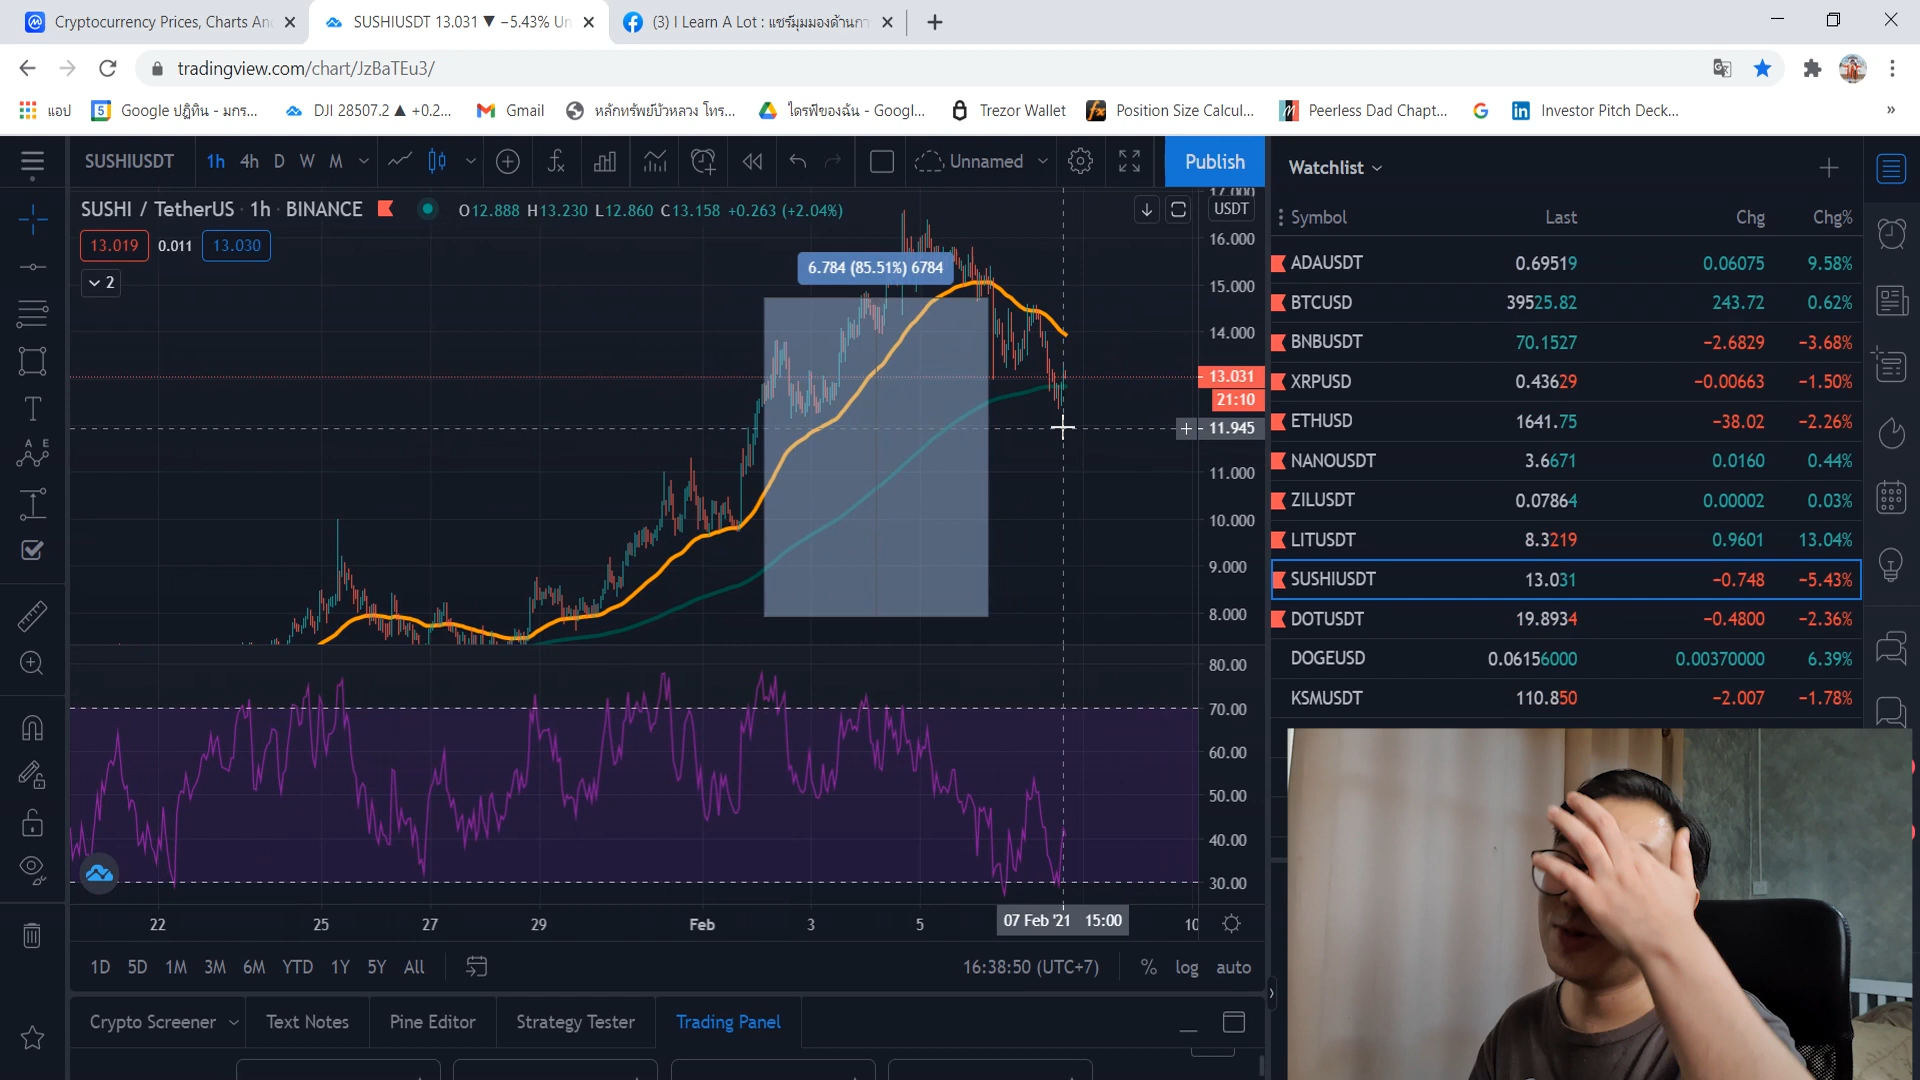 Cryptocurrency Prices, Charts An
SUSHIUSDT 13.031 ▼ −5.43% Un
(3) I Learn A Lot : แชร์มุมมองด้านกา
tradingview.com/chart/JzBaTEu3/
แอป
Google ปฏิทิน - มกร...
DJI 28507.2 ▲ +0.2...
Gmail
หลักทรัพย์บัวหลวง โทร...
ไดรฟ์ของฉัน - Googl...
Trezor Wallet
Position Size Calcul...
Peerless Dad Chapt...
Investor Pitch Deck...
»
SUSHIUSDT 1h 4h D W M
Unnamed
Publish
SUSHI / TetherUS · 1h · BINANCE
O12.888 H13.230 L12.860 C13.158 +0.263 (+2.04%)
13.019 0.011 13.030
2
6.784 (85.51%) 6784
17.000
USDT
16.000
15.000
14.000
13.031
21:10
11.945
11.000
10.000
9.000
8.000
80.00
70.00
60.00
50.00
40.00
30.00
22 25 27 29 Feb 3 5 07 Feb '21 15:00 10
1D 5D 1M 3M 6M YTD 1Y 5Y All
16:38:50 (UTC+7) % log auto
Crypto Screener Text Notes Pine Editor Strategy Tester Trading Panel
Watchlist
Symbol Last Chg Chg%
ADAUSDT 0.69519 0.06075 9.58%
BTCUSD 39525.82 243.72 0.62%
BNBUSDT 70.1527 −2.6829 −3.68%
XRPUSD 0.43629 −0.00663 −1.50%
ETHUSD 1641.75 −38.02 −2.26%
NANOUSDT 3.6671 0.0160 0.44%
ZILUSDT 0.07864 0.00002 0.03%
LITUSDT 8.3219 0.9601 13.04%
SUSHIUSDT 13.031 −0.748 −5.43%
DOTUSDT 19.8934 −0.4800 −2.36%
DOGEUSD 0.06156000 0.00370000 6.39%
KSMUSDT 110.850 −2.007 −1.78%